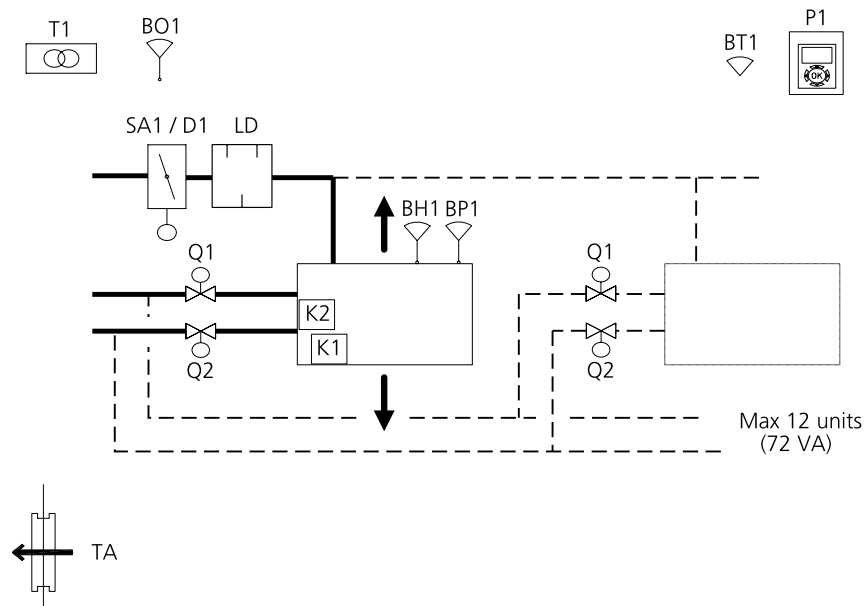 T1
BO1
BT1
P1
OK
SA1 / D1
LD
BH1
BP1
Q1
Q1
K2
K1
Q2
Q2
Max 12 units
(72 VA)
TA